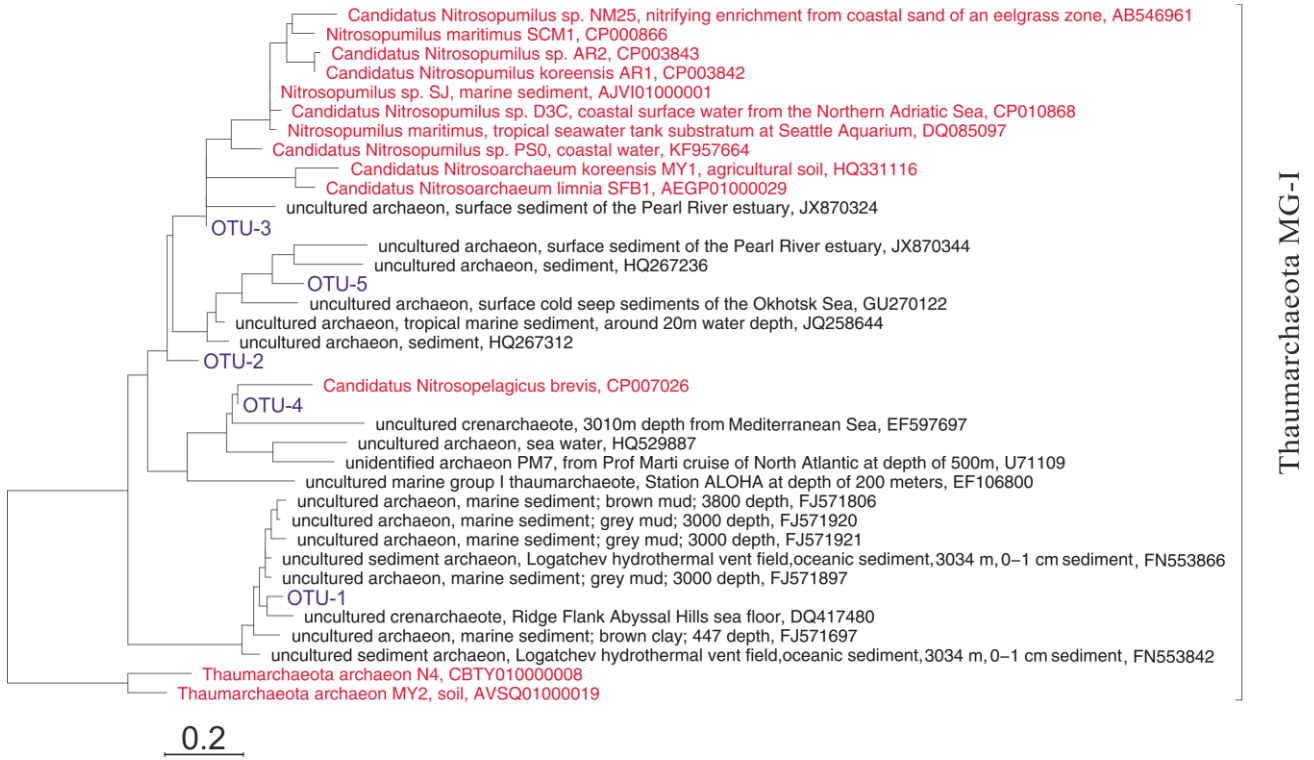 Candidatus Nitrosopumilus sp. NM25, nitrifying enrichment from coastal sand of an eelgrass zone, AB546961
Nitrosopumilus maritimus SCM1, CP000866
Candidatus Nitrosopumilus sp. AR2, CP003843
Candidatus Nitrosopumilus koreensis AR1, CP003842
Nitrosopumilus sp. SJ, marine sediment, AJVI01000001
Candidatus Nitrosopumilus sp. D3C, coastal surface water from the Northern Adriatic Sea, CP010868
Nitrosopumilus maritimus, tropical seawater tank substratum at Seattle Aquarium, DQ085097
Candidatus Nitrosopumilus sp. PS0, coastal water, KF957664
Candidatus Nitrosoarchaeum koreensis MY1, agricultural soil, HQ331116
Candidatus Nitrosoarchaeum limnia SFB1, AEGP01000029
uncultured archaeon, surface sediment of the Pearl River estuary, JX870324
OTU-3
uncultured archaeon, surface sediment of the Pearl River estuary, JX870344
uncultured archaeon, sediment, HQ267236
OTU-5
uncultured archaeon, surface cold seep sediments of the Okhotsk Sea, GU270122
uncultured archaeon, tropical marine sediment, around 20m water depth, JQ258644
uncultured archaeon, sediment, HQ267312
OTU-2
Candidatus Nitrosopelagicus brevis, CP007026
OTU-4
uncultured crenarchaeote, 3010m depth from Mediterranean Sea, EF597697
uncultured archaeon, sea water, HQ529887
unidentified archaeon PM7, from Prof Marti cruise of North Atlantic at depth of 500m, U71109
uncultured marine group I thaumarchaeote, Station ALOHA at depth of 200 meters, EF106800
uncultured archaeon, marine sediment; brown mud; 3800 depth, FJ571806
uncultured archaeon, marine sediment; grey mud; 3000 depth, FJ571920
uncultured archaeon, marine sediment; grey mud; 3000 depth, FJ571921
uncultured sediment archaeon, Logatchev hydrothermal vent field,oceanic sediment,3034 m,0–1 cm sediment, FN553866
uncultured archaeon, marine sediment; grey mud; 3000 depth, FJ571897
OTU-1
uncultured crenarchaeote, Ridge Flank Abyssal Hills sea floor, DQ417480
uncultured archaeon, marine sediment; brown clay; 447 depth, FJ571697
uncultured sediment archaeon, Logatchev hydrothermal vent field,oceanic sediment,3034 m,0–1 cm sediment, FN553842
Thaumarchaeota archaeon N4, CBTY010000008
Thaumarchaeota archaeon MY2, soil, AVSQ01000019
0.2
Thaumarchaeota MG-I